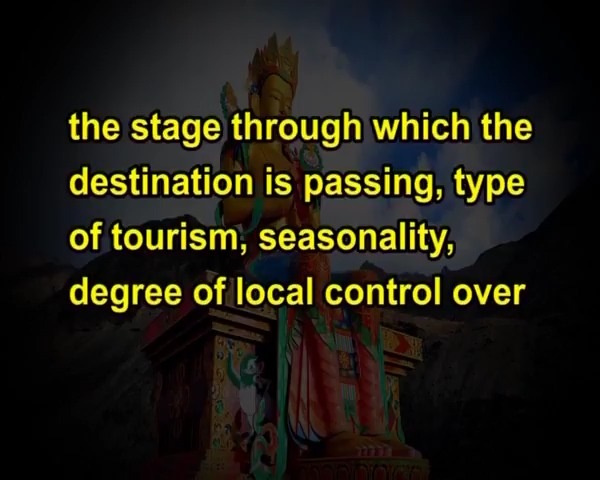 the stage through which the
destination is passing, type
of tourism, seasonality,
degree of local control over